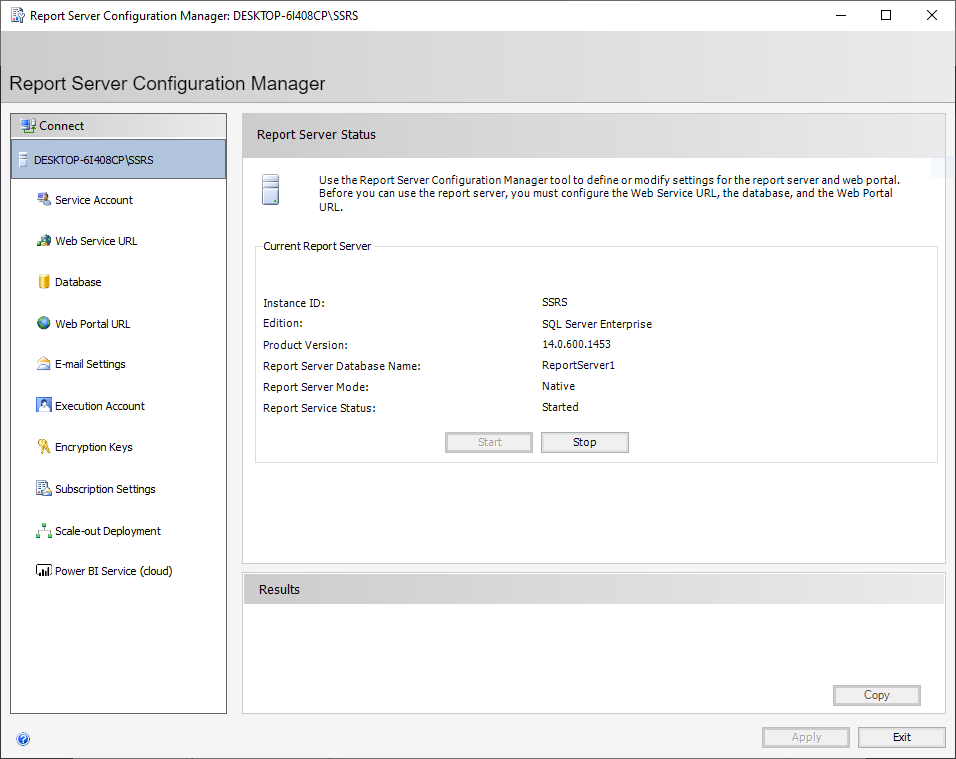 Report Server Configuration Manager: DESKTOP-6I408CP\SSRS
Report Server Configuration Manager
Connect
DESKTOP-6I408CP\SSRS
Service Account
Web Service URL
Database
Web Portal URL
E-mail Settings
Execution Account
Encryption Keys
Subscription Settings
Scale-out Deployment
Power BI Service (cloud)
Report Server Status
Use the Report Server Configuration Manager tool to define or modify settings for the report server and web portal.
Before you can use the report server, you must configure the Web Service URL, the database, and the Web Portal
URL.
Current Report Server
Instance ID: SSRS
Edition: SQL Server Enterprise
Product Version: 14.0.600.1453
Report Server Database Name: ReportServer1
Report Server Mode: Native
Report Service Status: Started
Start Stop
Results
Copy
Apply Exit